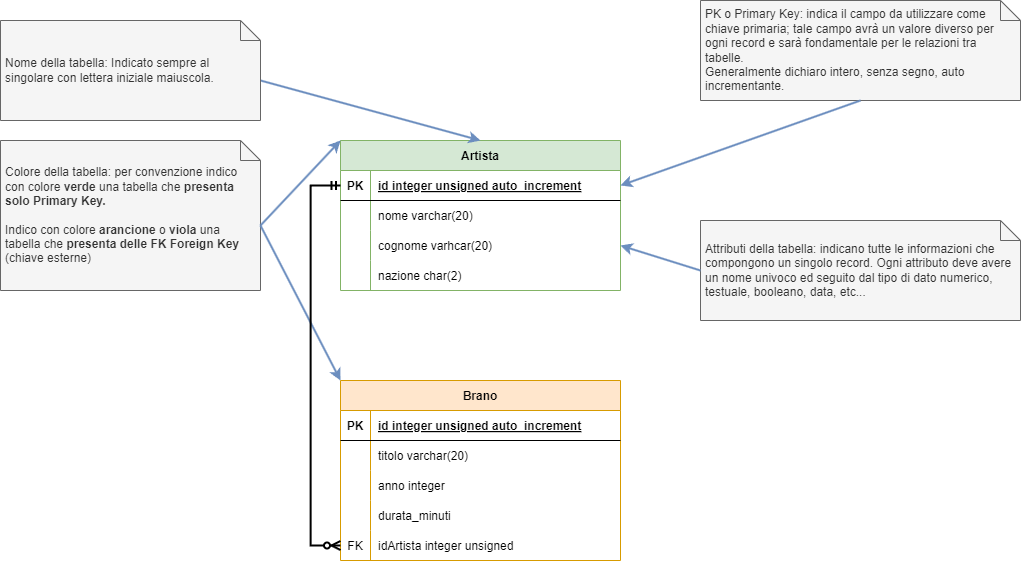 Nome della tabella: Indicato sempre al
singolare con lettera iniziale maiuscola.
PK o Primary Key: indica il campo da utilizzare come
chiave primaria; tale campo avrà un valore diverso per
ogni record e sarà fondamentale per le relazioni tra
tabelle.
Generalmente dichiaro intero, senza segno, auto
incrementante.
Colore della tabella: per convenzione indico
con colore verde una tabella che presenta
solo Primary Key.
Indico con colore arancione o viola una
tabella che presenta delle FK Foreign Key
(chiave esterne)
Artista
PK id integer unsigned auto_increment
nome varchar(20)
cognome varhcar(20)
nazione char(2)
Attributi della tabella: indicano tutte le informazioni che
compongono un singolo record. Ogni attributo deve avere
un nome univoco ed seguito dal tipo di dato numerico,
testuale, booleano, data, etc...
Brano
PK id integer unsigned auto_increment
titolo varchar(20)
anno integer
durata_minuti
FK idArtista integer unsigned